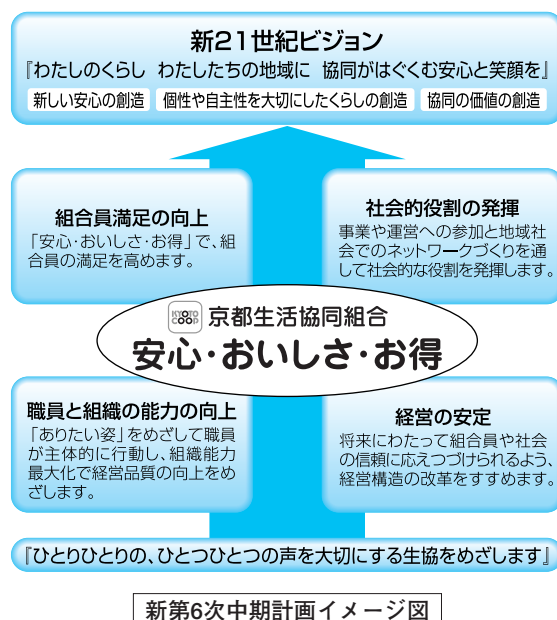 新21世紀ビジョン
『わたしのくらし わたしたちの地域に 協同がはぐくむ安心と笑顔を』
新しい安心の創造 個性や自主性を大切にしたくらしの創造 協同の価値の創造
組合員満足の向上
「安心・おいしさ・お得」で、組
合員の満足を高めます。
社会的役割の発揮
事業や運営への参加と地域社
会でのネットワークづくりを通
して社会的な役割を発揮します。
KYOTO
COOP
京都生活協同組合
安心・おいしさ・お得
職員と組織の能力の向上
「ありたい姿」をめざして職員
が主体的に行動し、組織能力
最大化で経営品質の向上をめ
ざします。
経営の安定
将来にわたって組合員や社会
の信頼に応えつづけられるよう、
経営構造の改革をすすめます。
『ひとりひとりの、ひとつひとつの声を大切にする生協をめざします』
新第6次中期計画イメージ図